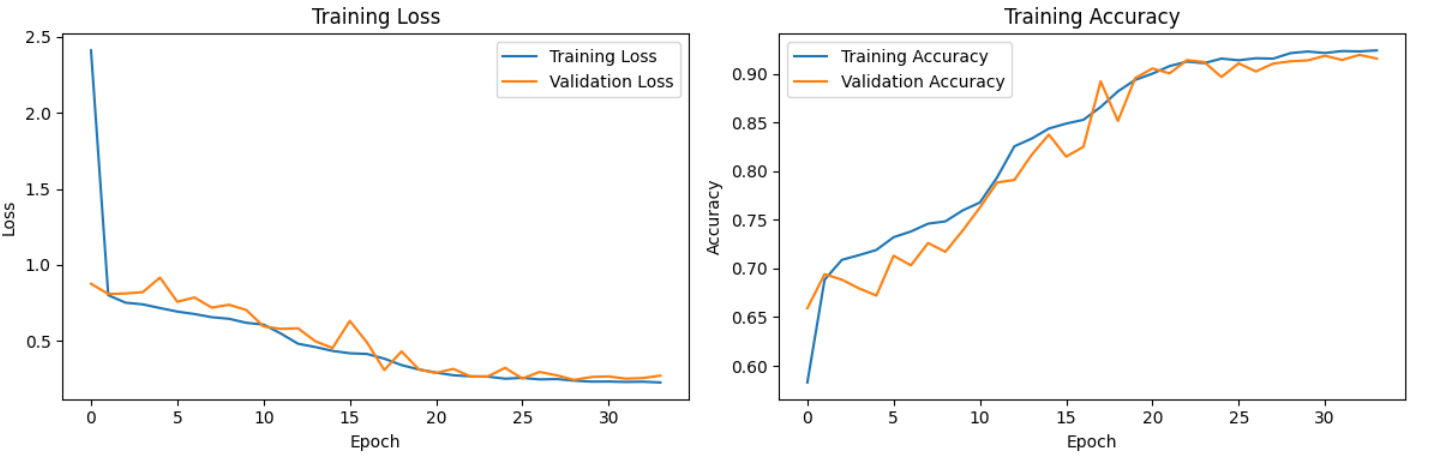 Training Loss
2.5
2.0
1.5
1.0
0.5
Loss
Training Loss
Validation Loss
0 5 10 15 20 25 30
Epoch
Training Accuracy
0.90
0.85
0.80
0.75
0.70
0.65
0.60
Accuracy
Training Accuracy
Validation Accuracy
0 5 10 15 20 25 30
Epoch